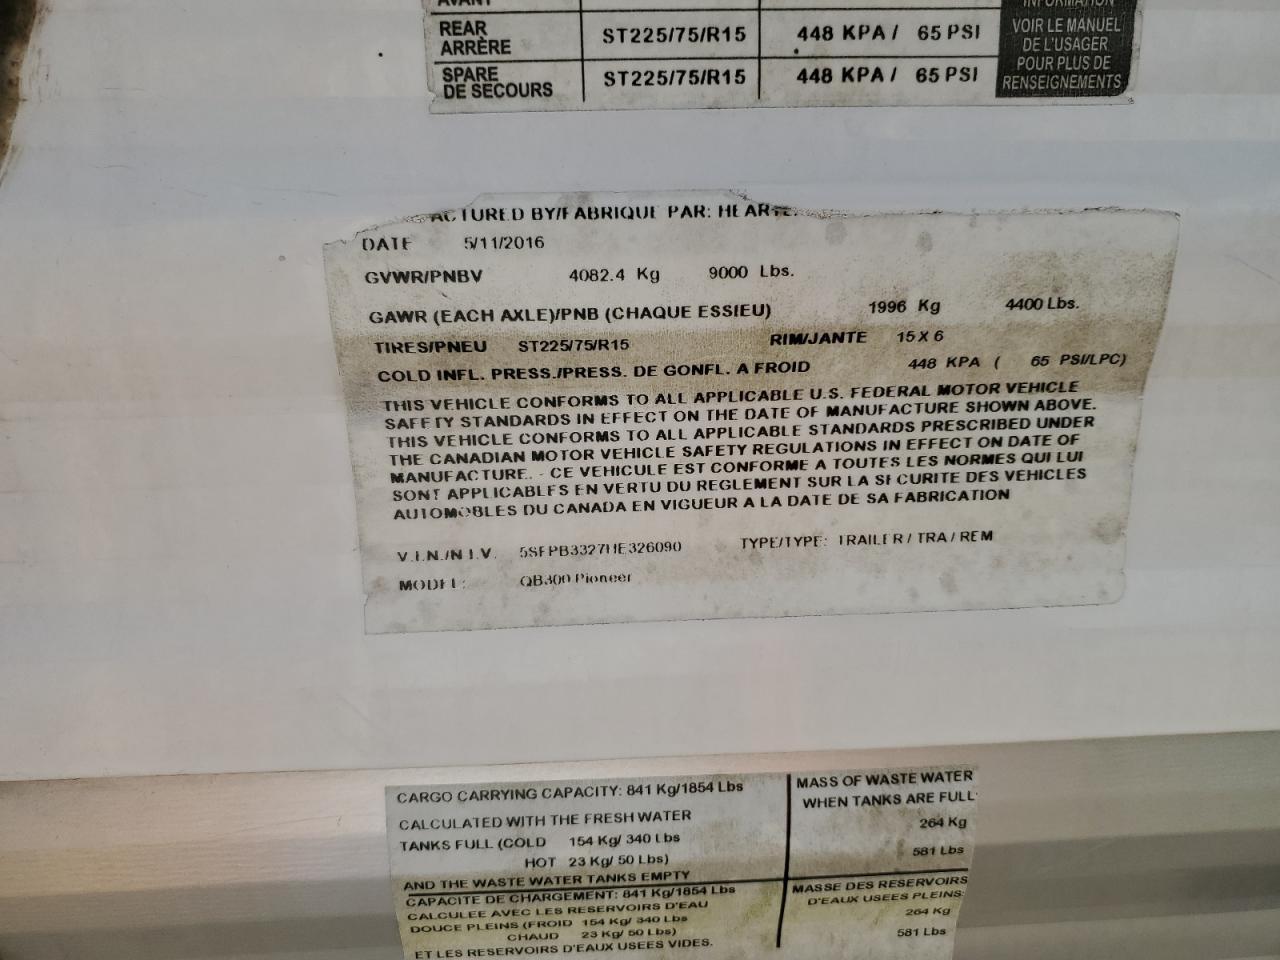 AVANT
INFORMATION
REAR
ARRÈRE ST225/75/R15 448 KPA / 65 PSI
SPARE
DE SECOURS ST225/75/R15 448 KPA / 65 PSI
VOIR LE MANUEL
DE L'USAGER
POUR PLUS DE
RENSEIGNEMENTS
ACTURED BY/FABRIQUE PAR: HEART
DATE 5/11/2016
GVWR/PNBV 4082.4 Kg 9000 Lbs.
GAWR (EACH AXLE)/PNB (CHAQUE ESSIEU) 1996 Kg 4400 Lbs.
TIRES/PNEU ST225/75/R15 RIM/JANTE 15 X 6
COLD INFL. PRESS./PRESS. DE GONFL. A FROID 448 KPA ( 65 PSI/LPC)
THIS VEHICLE CONFORMS TO ALL APPLICABLE U.S. FEDERAL MOTOR VEHICLE
SAFETY STANDARDS IN EFFECT ON THE DATE OF MANUFACTURE SHOWN ABOVE.
THIS VEHICLE CONFORMS TO ALL APPLICABLE STANDARDS PRESCRIBED UNDER
THE CANADIAN MOTOR VEHICLE SAFETY REGULATIONS IN EFFECT ON DATE OF
MANUFACTURE. - CE VEHICULE EST CONFORME A TOUTES LES NORMES QUI LUI
SONT APPLICABLES EN VERTU DU REGLEMENT SUR LA SECURITE DES VEHICLES
AUTOMOBLES DU CANADA EN VIGUEUR A LA DATE DE SA FABRICATION
V.I.N./N.I.V. 5SFPB3327HE326090 TYPE/TYPE: TRAILER / TRA / REM
MODEL: QB300 Pioneer
CARGO CARRYING CAPACITY: 841 Kg/1854 Lbs
CALCULATED WITH THE FRESH WATER
TANKS FULL (COLD 154 Kg/ 340 Lbs
HOT 23 Kg/ 50 Lbs)
AND THE WASTE WATER TANKS EMPTY
MASS OF WASTE WATER
WHEN TANKS ARE FULL
264 Kg
581 Lbs
CAPACITE DE CHARGEMENT: 841 Kg/1854 Lbs
CALCULEE AVEC LES RESERVOIRS D'EAU
DOUCE PLEINS (FROID 154 Kg/ 340 Lbs
CHAUD 23 Kg/ 50 Lbs)
ET LES RESERVOIRS D'EAUX USEES VIDES.
MASSE DES RESERVOIRS
D'EAUX USEES PLEINS:
264 Kg
581 Lbs